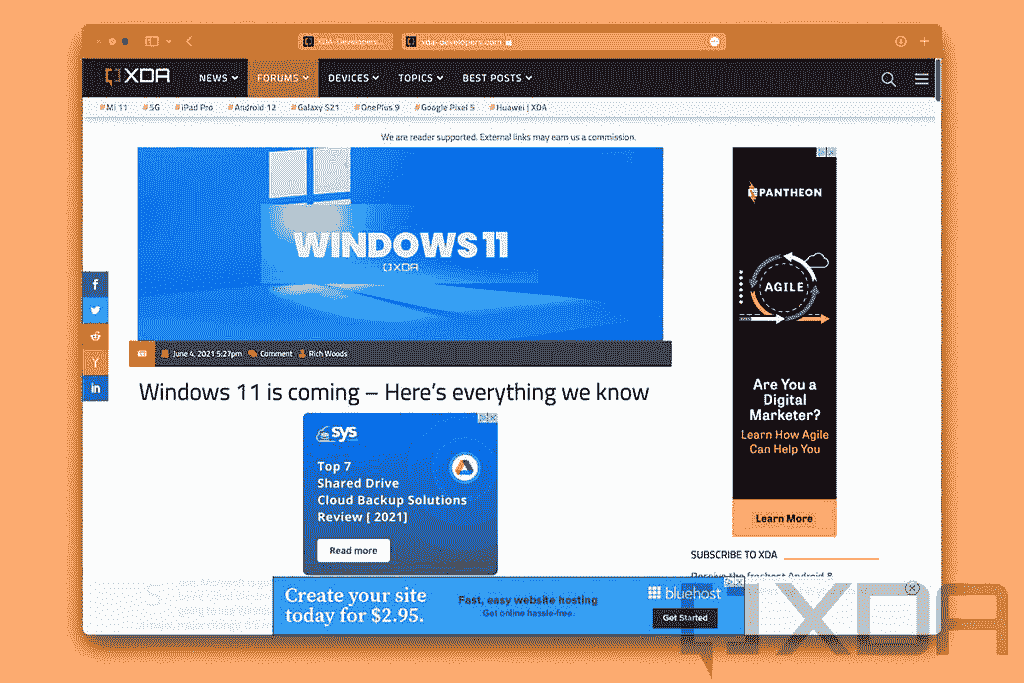 XDA-Developers...
xda-developers.com
XDA
NEWS FORUMS DEVICES TOPICS BEST POSTS
#Mi 11 #5G #iPad Pro #Android 12 #Galaxy S21 #OnePlus 9 #Google Pixel 5 #Huawei | XDA
We are reader supported. External links may earn us a commission.
WINDOWS 11
XDA
June 4, 2021 5:27pm Comment Rich Woods
Windows 11 is coming – Here's everything we know
sys
Top 7
Shared Drive
Cloud Backup Solutions
Review [ 2021]
Read more
PANTHEON
AGILE
Are You a
Digital
Marketer?
Learn How Agile
Can Help You
Learn More
SUBSCRIBE TO XDA
Receive the freshest Android &
Create your site
today for $2.95.
Fast, easy website hosting
Get online hassle-free.
bluehost
Get Started
XDA